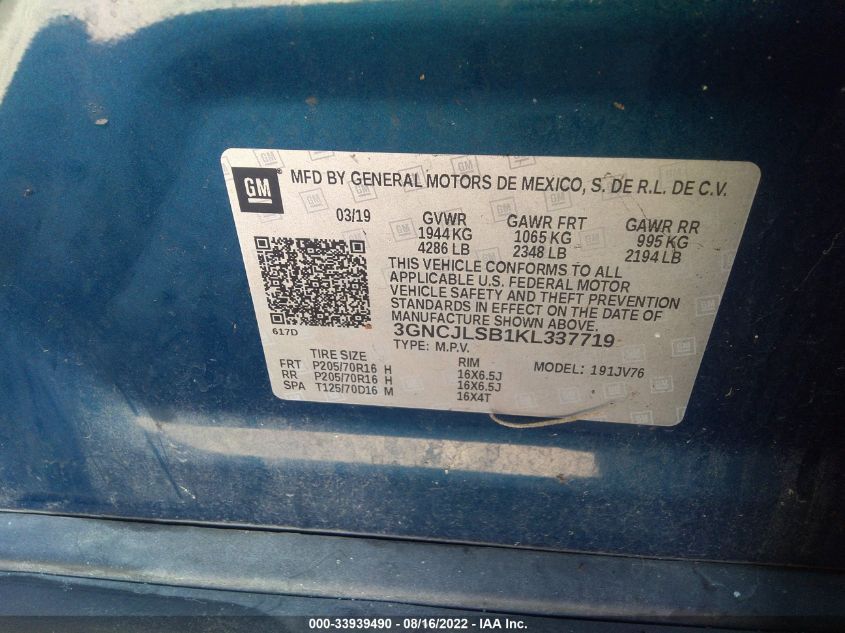 GM ® MFD BY GENERAL MOTORS DE MEXICO, S. DE R.L. DE C.V.
03/19 GVWR GAWR FRT GAWR RR
1944 KG 1065 KG 995 KG
4286 LB 2348 LB 2194 LB
THIS VEHICLE CONFORMS TO ALL
APPLICABLE U.S. FEDERAL MOTOR
VEHICLE SAFETY AND THEFT PREVENTION
STANDARDS IN EFFECT ON THE DATE OF
MANUFACTURE SHOWN ABOVE.
617D 3GNCJLSB1KL337719
TYPE: M.P.V.
TIRE SIZE RIM MODEL: 191JV76
FRT P205/70R16 H 16X6.5J
RR P205/70R16 H 16X6.5J
SPA T125/70D16 M 16X4T
000-33939490 - 08/16/2022 - IMPACT AUTO AUCTIONS